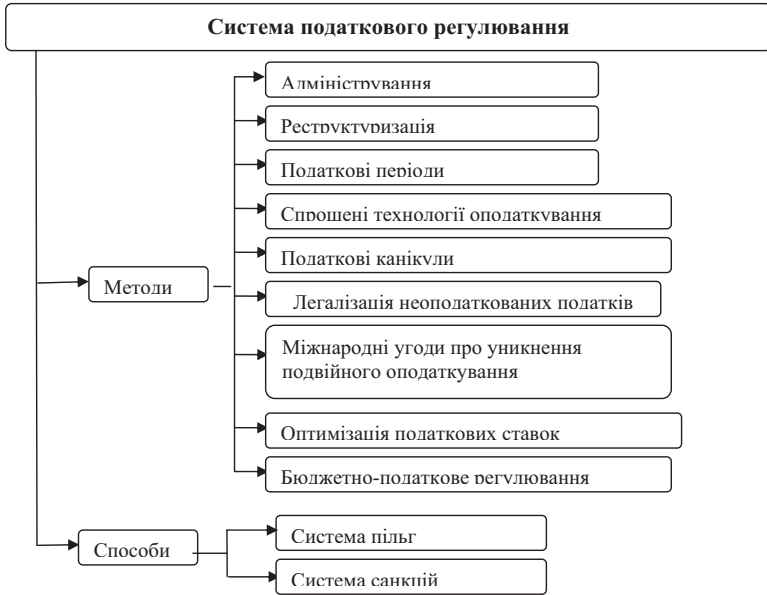 Система податкового регулювання
Адміністрування
Реструктуризація
Податкові періоди
Спрощені технології оподаткування
Податкові канікули
Методи
Легалізація неоподаткованих податків
Міжнародні угоди про уникнення
подвійного оподаткування
Оптимізація податкових ставок
Бюджетно-податкове регулювання
Способи
Система пільг
Система санкцій